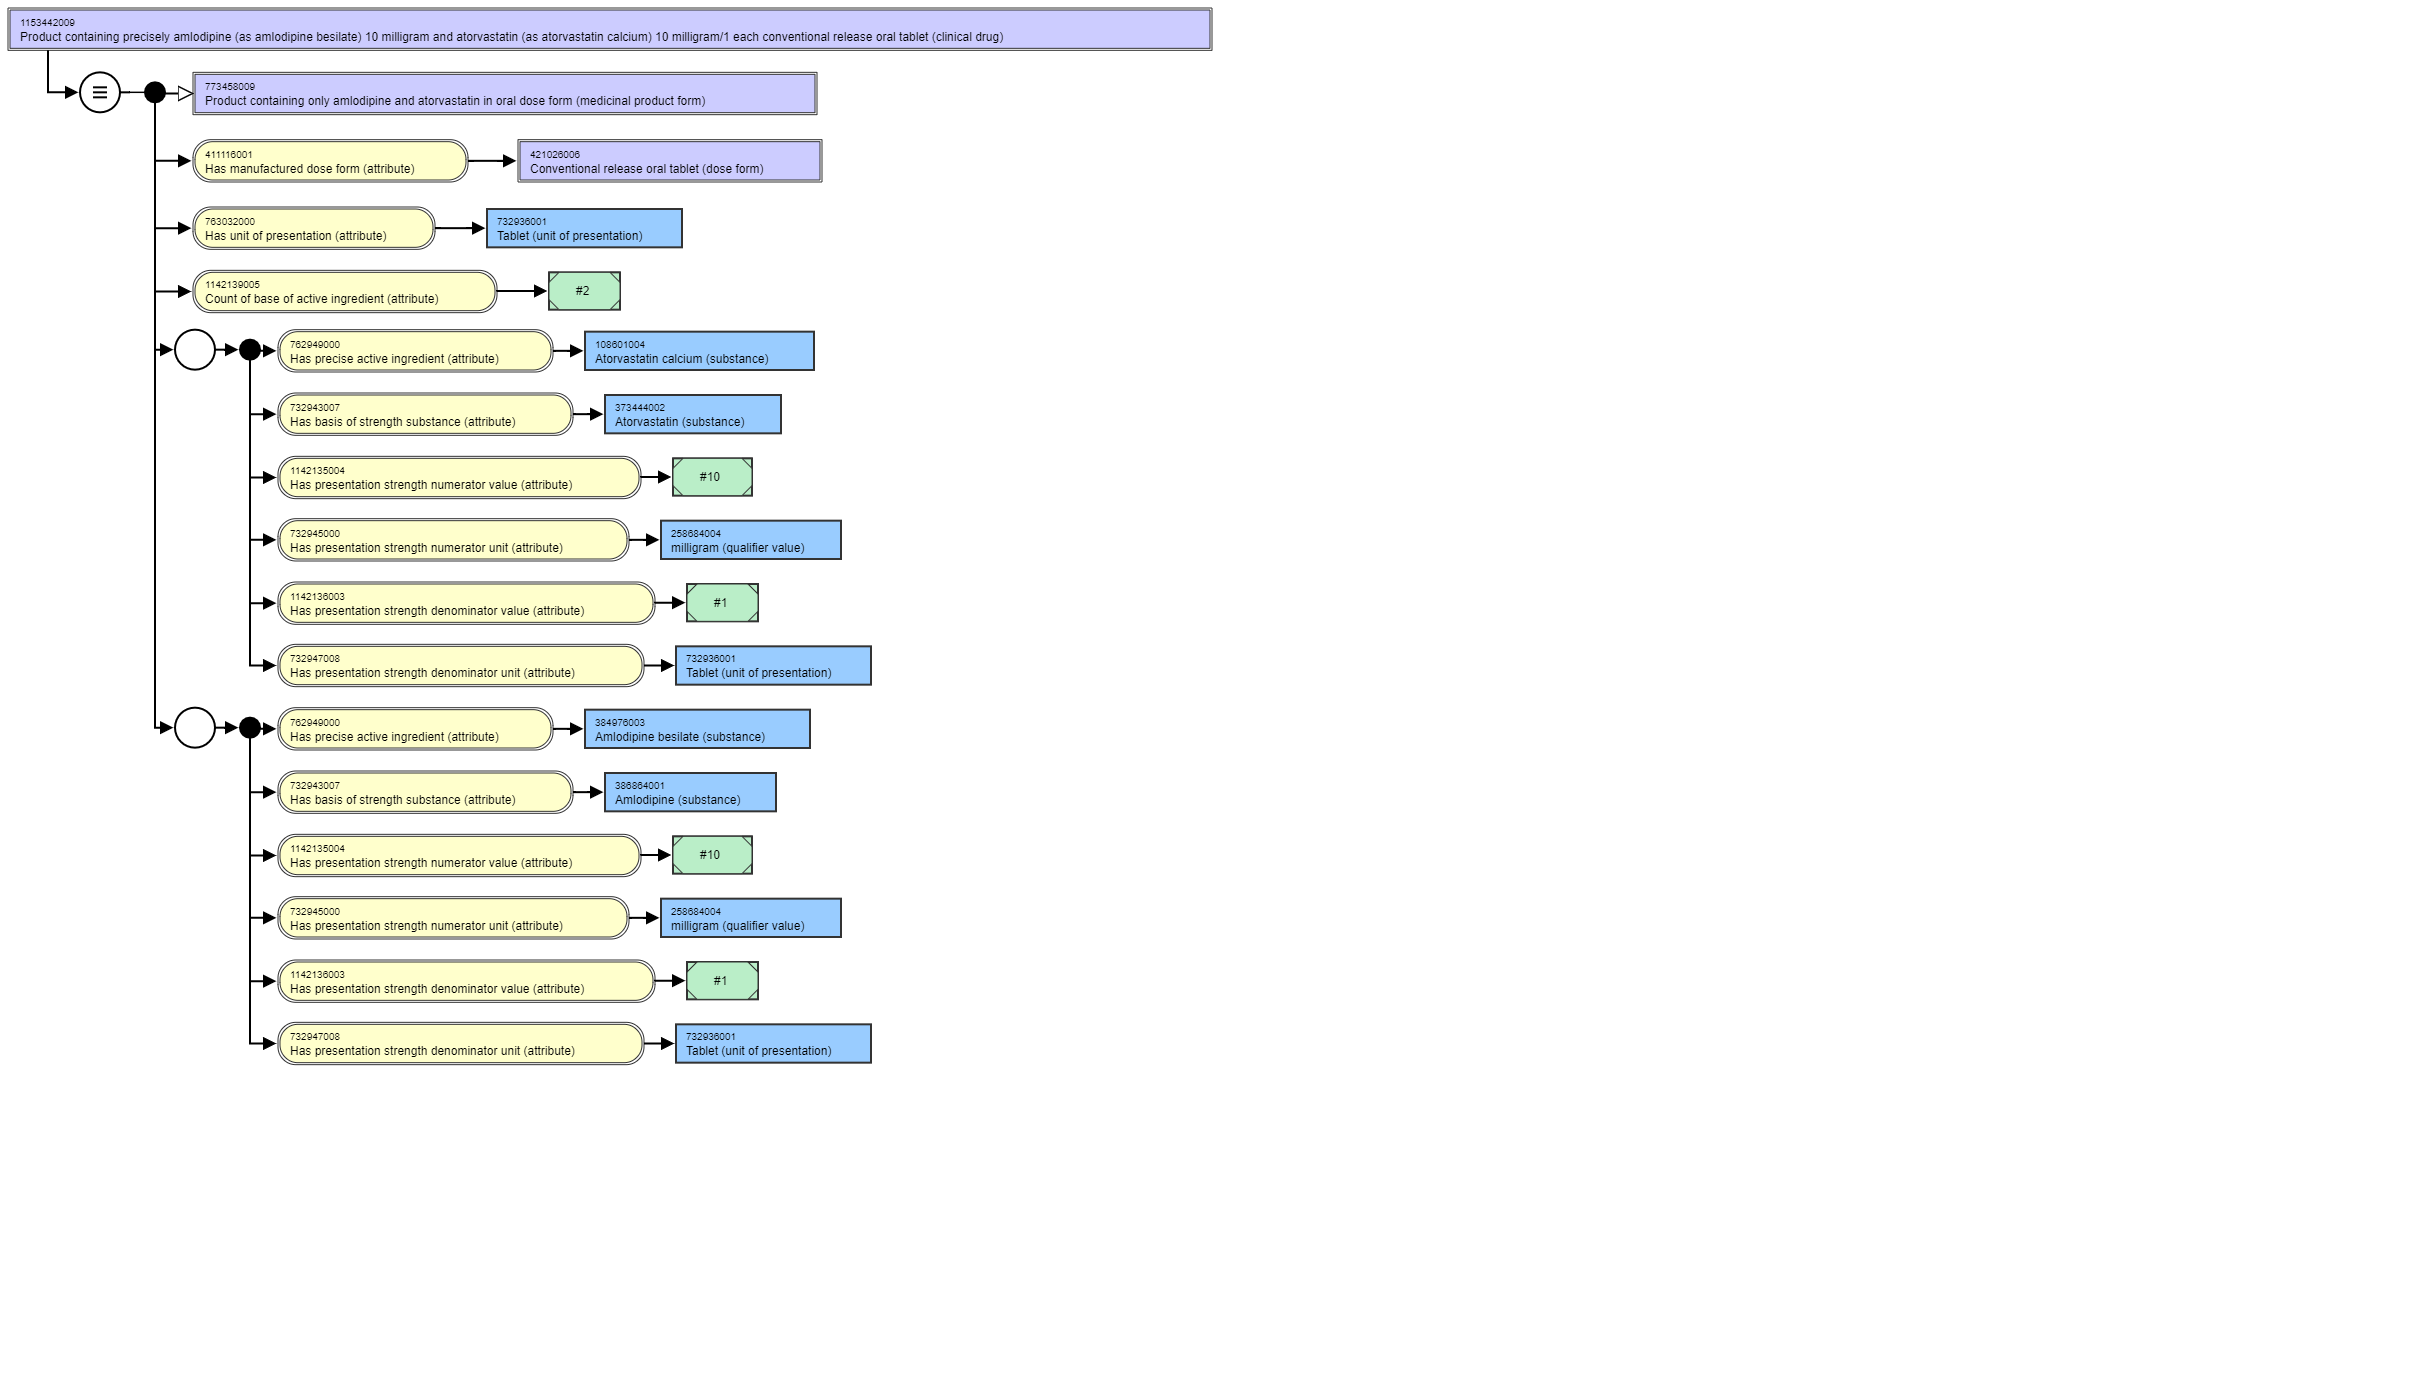 1153442009
Product containing precisely amlodipine (as amlodipine besilate) 10 milligram and atorvastatin (as atorvastatin calcium) 10 milligram/1 each conventional release oral tablet (clinical drug)
773458009
Product containing only amlodipine and atorvastatin in oral dose form (medicinal product form)
411116001
Has manufactured dose form (attribute)
421026006
Conventional release oral tablet (dose form)
763032000
Has unit of presentation (attribute)
732936001
Tablet (unit of presentation)
1142139005
Count of base of active ingredient (attribute)
#2
762949000
Has precise active ingredient (attribute)
108601004
Atorvastatin calcium (substance)
732943007
Has basis of strength substance (attribute)
373444002
Atorvastatin (substance)
1142135004
Has presentation strength numerator value (attribute)
#10
732945000
Has presentation strength numerator unit (attribute)
258684004
milligram (qualifier value)
1142136003
Has presentation strength denominator value (attribute)
#1
732947008
Has presentation strength denominator unit (attribute)
732936001
Tablet (unit of presentation)
762949000
Has precise active ingredient (attribute)
384976003
Amlodipine besilate (substance)
732943007
Has basis of strength substance (attribute)
386864001
Amlodipine (substance)
1142135004
Has presentation strength numerator value (attribute)
#10
732945000
Has presentation strength numerator unit (attribute)
258684004
milligram (qualifier value)
1142136003
Has presentation strength denominator value (attribute)
#1
732947008
Has presentation strength denominator unit (attribute)
732936001
Tablet (unit of presentation)